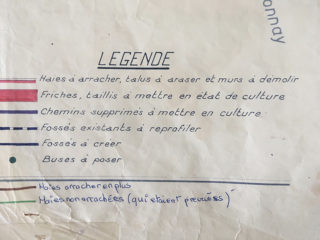 onnay
LEGENDE
Haies à arracher, talus à araser et murs à démolir
Friches, taillis à mettre en état de culture
Chemins supprimés à mettre en culture
Fossés existants à reprofiler
Fossés à créer
Buses à poser
Haies arracher en plus
Haies non arrachées (qui étaient prévues)